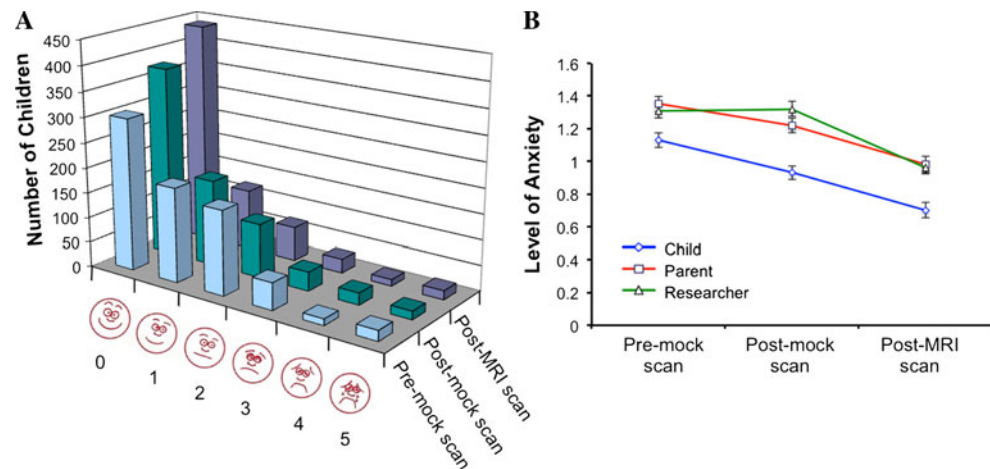 A
Number of Children
450
400
350
300
250
200
150
100
50
0
0
1
2
3
4
5
Pre-mock scan
Post-mock scan
Post-MRI scan
B
Level of Anxiety
1.6
1.4
1.2
1
0.8
0.6
0.4
0.2
0
Child
Parent
Researcher
Pre-mock
scan
Post-mock
scan
Post-MRI
scan